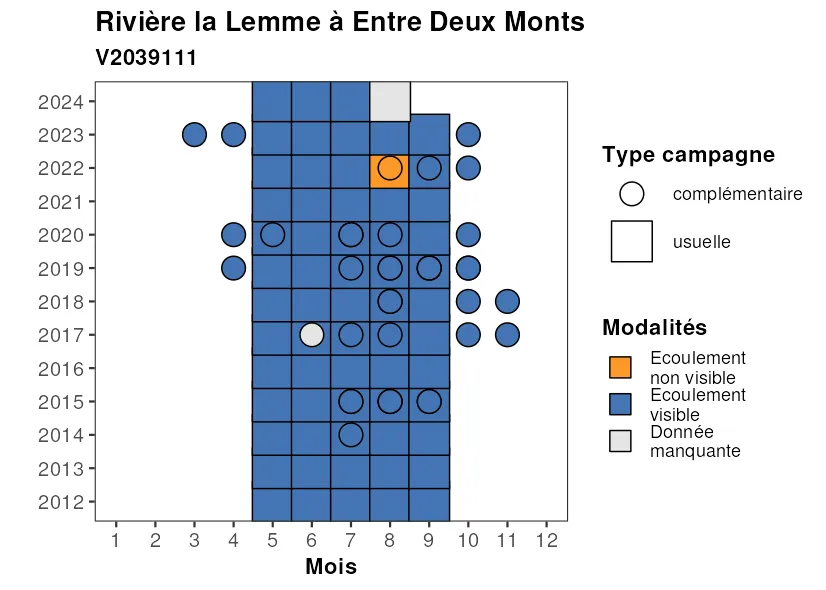 Rivière la Lemme à Entre Deux Monts
V2039111
2024
2023
2022
2021
2020
2019
2018
2017
2016
2015
2014
2013
2012
1 2 3 4 5 6 7 8 9 10 11 12
Mois
Type campagne
complémentaire
usuelle
Modalités
Ecoulement
non visible
Ecoulement
visible
Donnée
manquante